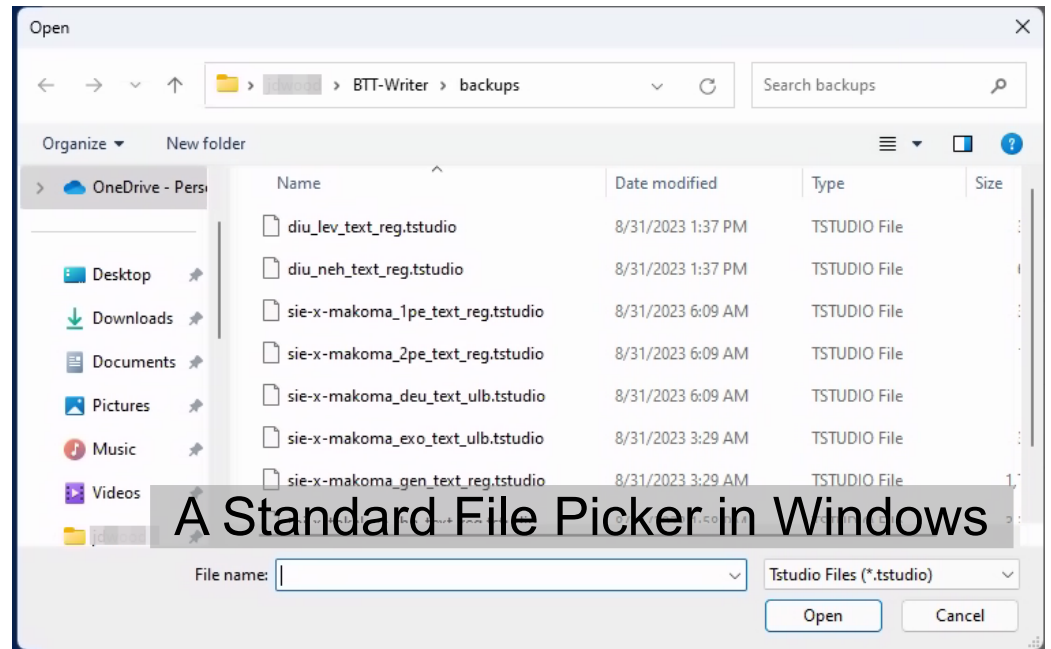 Open
BTT-Writer > backups
Search backups
Organize
New folder
?
OneDrive - Pers
Name
Date modified
Type
Size
diu_lev_text_reg.tstudio 8/31/2023 1:37 PM TSTUDIO File
Desktop
diu_neh_text_reg.tstudio 8/31/2023 1:37 PM TSTUDIO File
Downloads
sie-x-makoma_1pe_text_reg.tstudio 8/31/2023 6:09 AM TSTUDIO File
Documents
sie-x-makoma_2pe_text_reg.tstudio 8/31/2023 6:09 AM TSTUDIO File
Pictures
sie-x-makoma_deu_text_ulb.tstudio 8/31/2023 6:09 AM TSTUDIO File
Music
sie-x-makoma_exo_text_ulb.tstudio 8/31/2023 3:29 AM TSTUDIO File
Videos
sie-x-makoma_gen_text_reg.tstudio 8/31/2023 3:29 AM TSTUDIO File 1,
A Standard File Picker in Windows
File name:
Tstudio Files (*.tstudio)
Open
Cancel